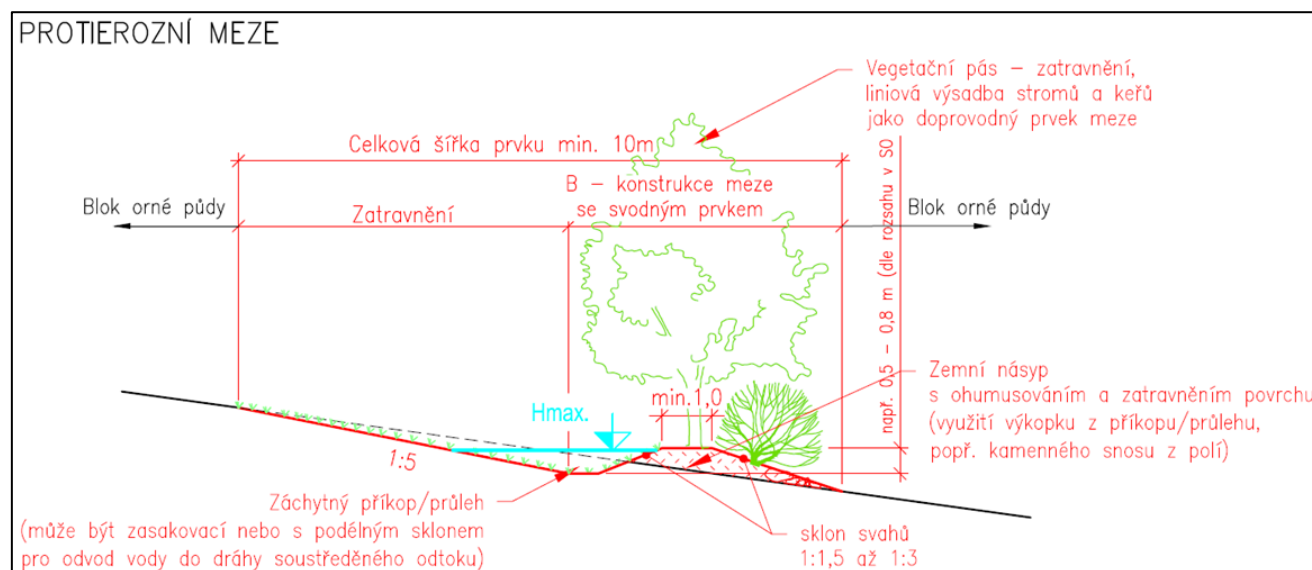 PROTIEROZNÍ MEZE
Vegetační pás – zatravnění,
liniová výsadba stromů a keřů
jako doprovodný prvek meze
Celková šířka prvku min. 10m
B – konstrukce meze
se svodným prvkem
Blok orné půdy
Zatravnění
Blok orné půdy
např. 0,5 – 0,8 m (dle rozsahu v SO
Zemní násyp
s ohumusováním a zatravněním povrchu
(využití výkopku z příkopu/průlehu,
popř. kamenného snosu z polí)
min.1,0
Hmax.
1:5
Záchytný příkop/průleh
(může být zasakovací nebo s podélným sklonem
pro odvod vody do dráhy soustředěného odtoku)
sklon svahů
1:1,5 až 1:3